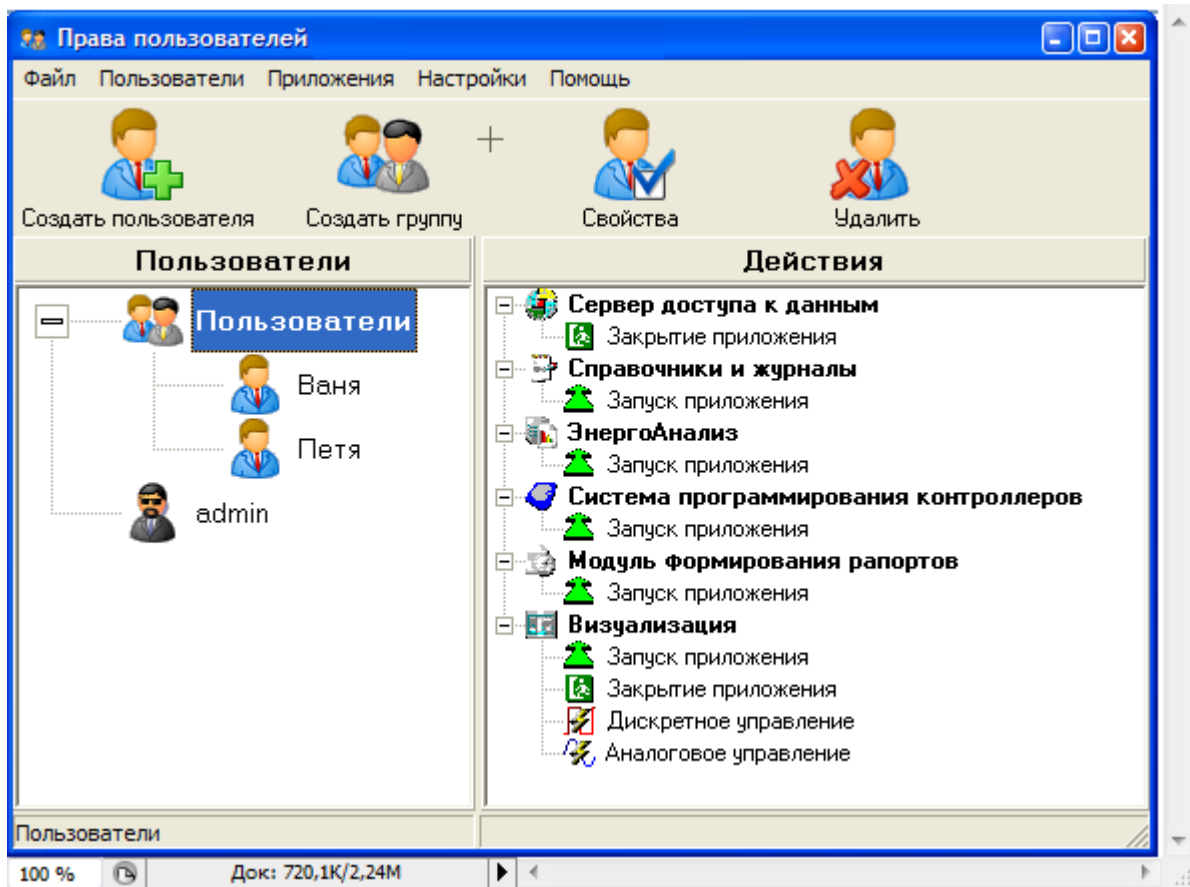 Права пользователей
Файл Пользователи Приложения Настройки Помощь
Создать пользователя Создать группу Свойства Удалить
Пользователи Действия
Пользователи
Ваня
Петя
admin
Сервер доступа к данным
Закрытие приложения
Справочники и журналы
Запуск приложения
ЭнергоАнализ
Запуск приложения
Система программирования контроллеров
Запуск приложения
Модуль формирования рапортов
Запуск приложения
Визуализация
Запуск приложения
Закрытие приложения
Дискретное управление
Аналоговое управление
Пользователи
100 % Док: 720,1K/2,24M